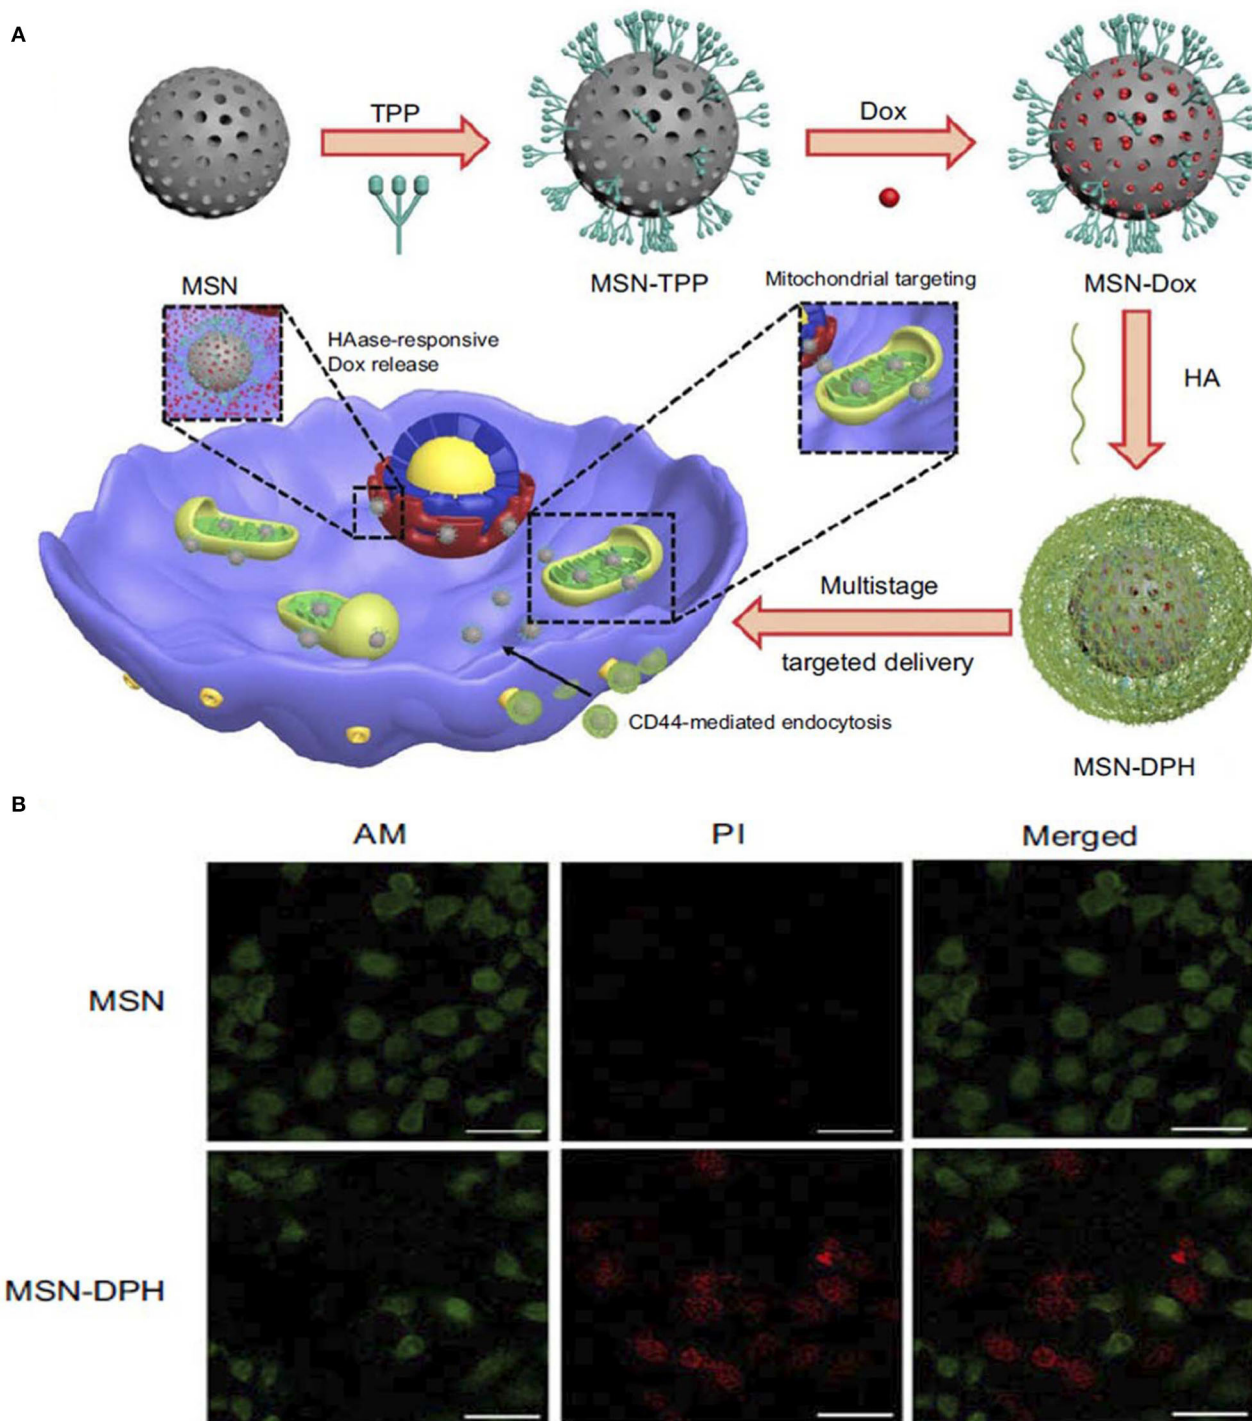 A
TPP
Dox
MSN
MSN-TPP
Mitochondrial targeting
MSN-Dox
HAase-responsive
Dox release
HA
Multistage
targeted delivery
CD44-mediated endocytosis
MSN-DPH
B
AM
PI
Merged
MSN
MSN-DPH